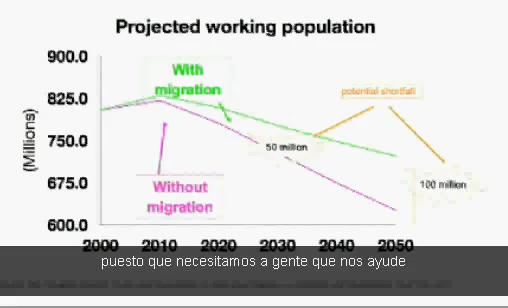 Projected working population
900.0
With
migration
potential shortfall
825.0
(Millions)
750.0
50 million
675.0
100 million
Without
migration
600.0
2000 2010 2020 2030 2040 2050
puesto que necesitamos a gente que nos ayude